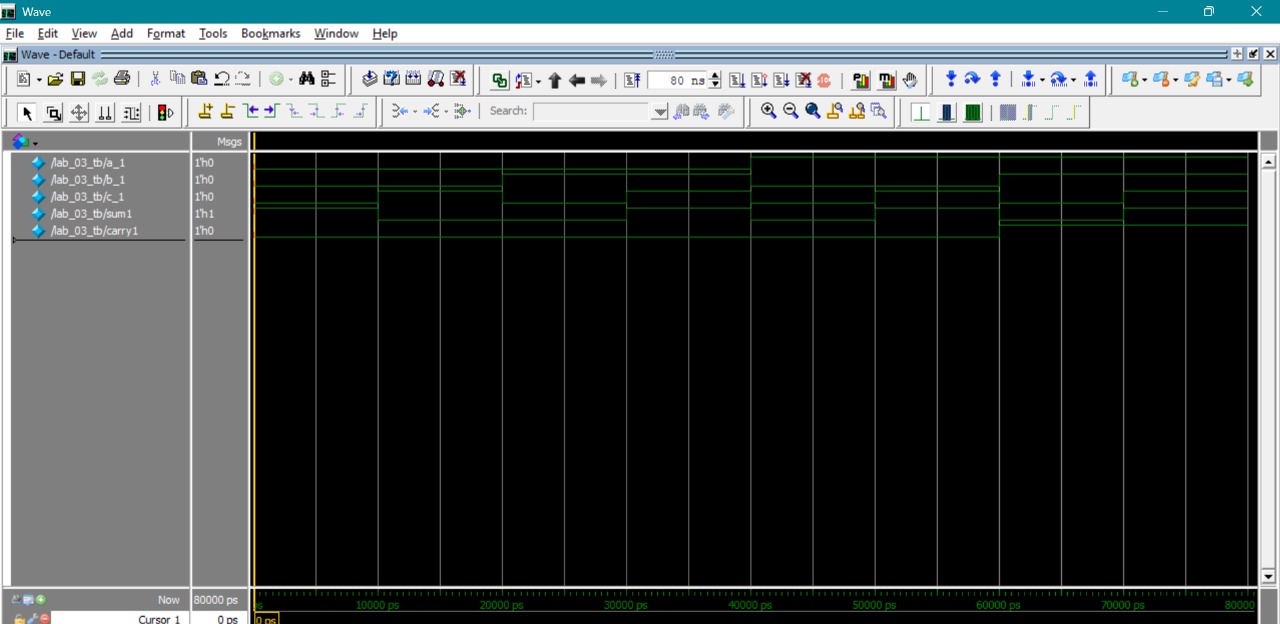 Wave
File Edit View Add Format Tools Bookmarks Window Help
Wave - Default
80 ns
Search:
Msgs
/lab_03_tb/a_1 1'h0
/lab_03_tb/b_1 1'h0
/lab_03_tb/c_1 1'h0
/lab_03_tb/sum1 1'h1
/lab_03_tb/carry1 1'h0
Now 80000 ps ps 10000 ps 20000 ps 30000 ps 40000 ps 50000 ps 60000 ps 70000 ps 80000
Cursor 1 0 ps 0 ps